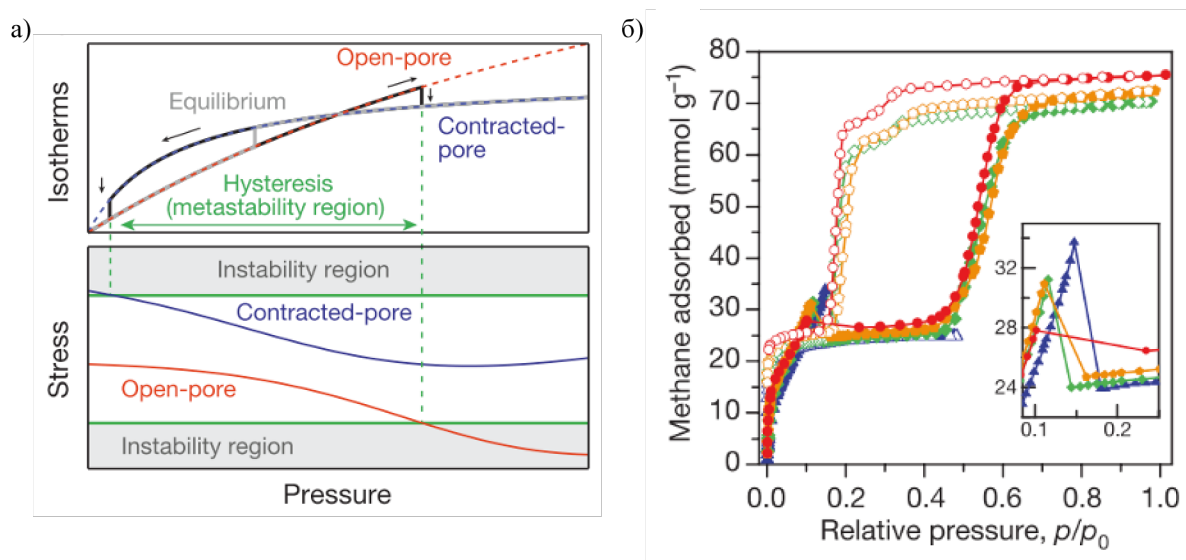 а)
Isotherms
Open-pore
Equilibrium
Contracted-
pore
Hysteresis
(metastability region)
Stress
Instability region
Contracted-pore
Open-pore
Instability region
Pressure
б)
Methane adsorbed (mmol g⁻¹)
80
70
60
50
40
30
20
10
0
32
28
24
0.1 0.2
0.0 0.2 0.4 0.6 0.8 1.0
Relative pressure, p/p₀